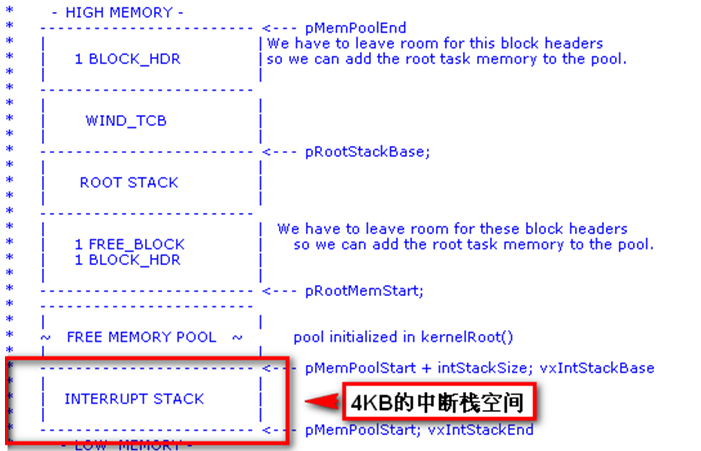 * - HIGH MEMORY -
* ------------------------- <--- pMemPoolEnd
* | | We have to leave room for this block headers
* | 1 BLOCK_HDR | so we can add the root task memory to the pool.
* | |
* -------------------------
* | |
* | WIND_TCB |
* | |
* ------------------------- <--- pRootStackBase;
* | |
* | ROOT STACK |
* | |
* -------------------------
* | | We have to leave room for these block headers
* | 1 FREE_BLOCK | so we can add the root task memory to the pool.
* | 1 BLOCK_HDR |
* | |
* ------------------------- <--- pRootMemStart;
* -------------------------
* | |
* ~ FREE MEMORY POOL ~ pool initialized in kernelRoot()
* | |
* ------------------------- <--- pMemPoolStart + intStackSize; vxIntStackBase
* | |
* | INTERRUPT STACK | 4KB的中断栈空间
* | |
* ------------------------- <--- pMemPoolStart; vxIntStackEnd
* - LOW MEMORY -